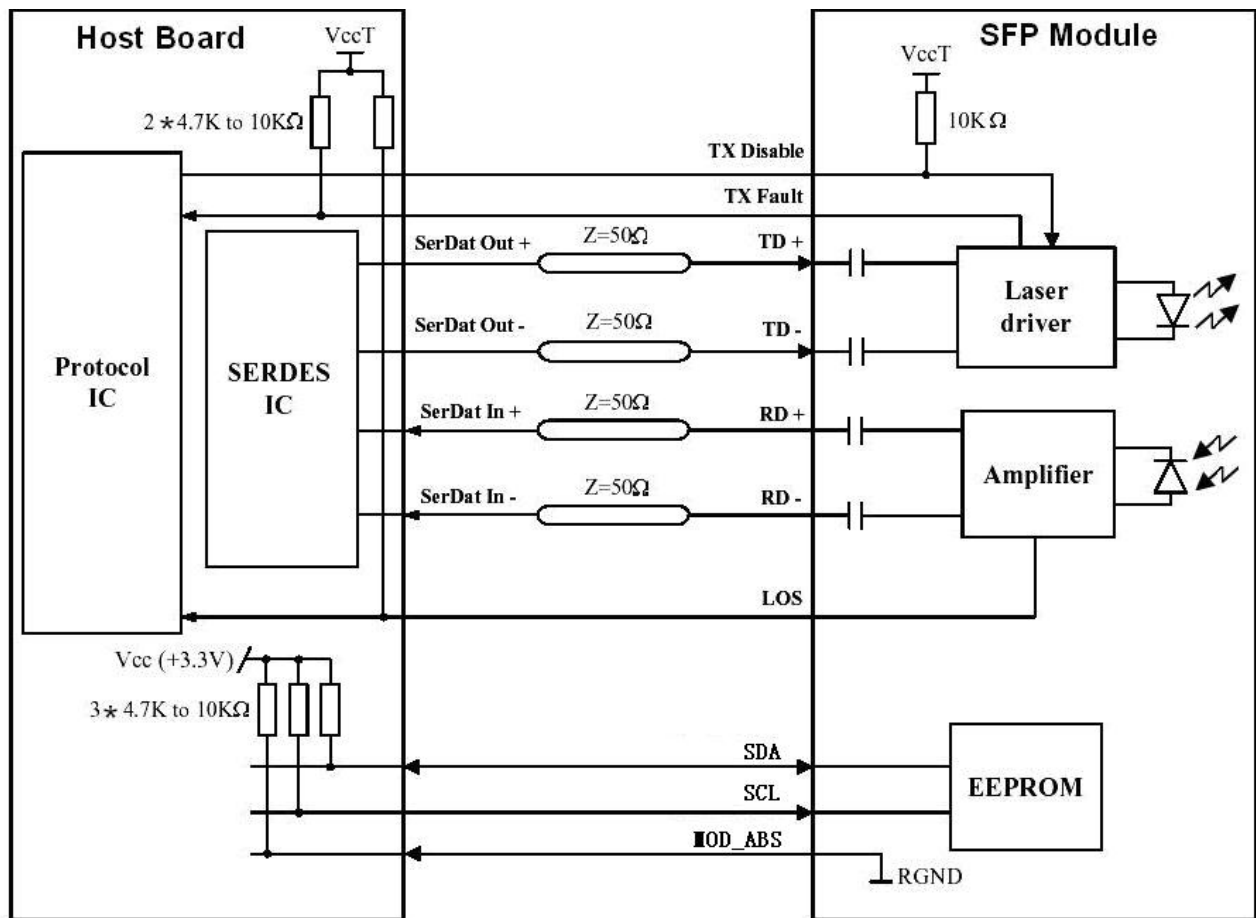 Host Board
SFP Module
VccT
VccT
2*4.7K to 10KΩ
10KΩ
TX Disable
TX Fault
SerDat Out +
Z=50Ω
TD +
SerDat Out -
Z=50Ω
TD -
Laser
driver
Protocol
IC
SERDES
IC
SerDat In +
Z=50Ω
RD +
SerDat In -
Z=50Ω
RD -
Amplifier
LOS
Vcc (+3.3V)
3*4.7K to 10KΩ
SDA
SCL
MOD_ABS
EEPROM
RGND